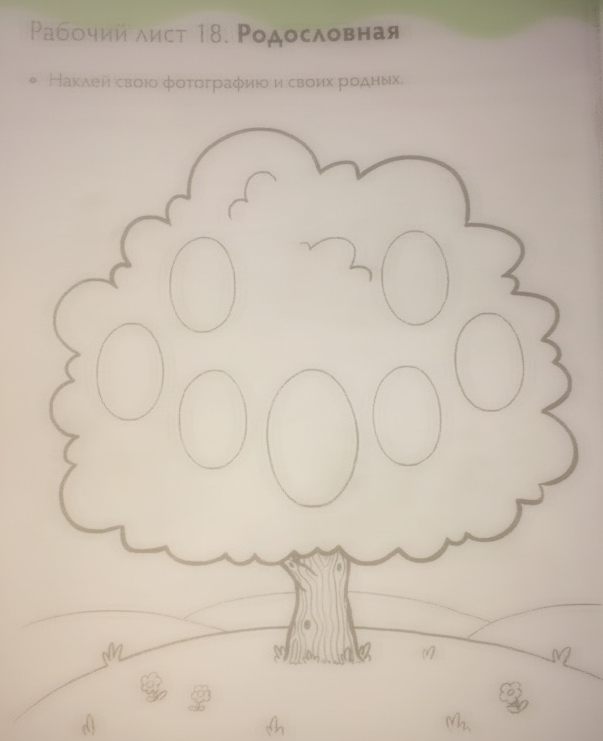 Рабочий лист 18. Родословная
• Наклей свою фотографию и своих родных.